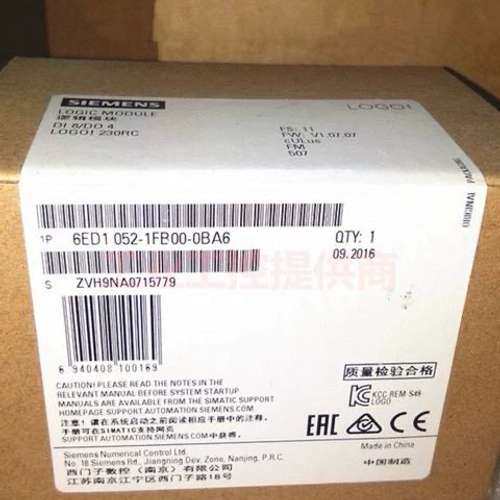 SIEMENS
LOGIC MODULE
逻辑模块
DI 8/DO 4
LOGO! 230RC
LOGO!
FS: 11
FW: V1.07.07
cULus
FM
507
ORIGINAL
PACKAGING
1P 6ED1 052-1FB00-0BA6
QTY: 1
09.2016
工控提供商
S ZVH9NA0715779
6 940408 100169
质量检验合格
CAUTION! PLEASE READ THE NOTES IN THE
RELEVANT MANUAL BEFORE SYSTEM STARTUP
MANUALS ARE AVAILABLE FROM THE SIMATIC SUPPORT
HOMEPAGE SUPPORT.AUTOMATION.SIEMENS.COM
注意! 请在系统启动之前阅读相应手册中的注释。
手册可在SIMATIC支持网页
SUPPORT.AUTOMATION.SIEMENS.COM中获得。
KCC REM S49
LOGO
EAC CE
Made in China
中国制造
Siemens Numerical Control Ltd.
No. 18 Siemens Rd., Jiangning Dev. Zone, Nanjing, P.R.C.
西门子数控（南京）有限公司
江苏南京江宁区西门子路18号